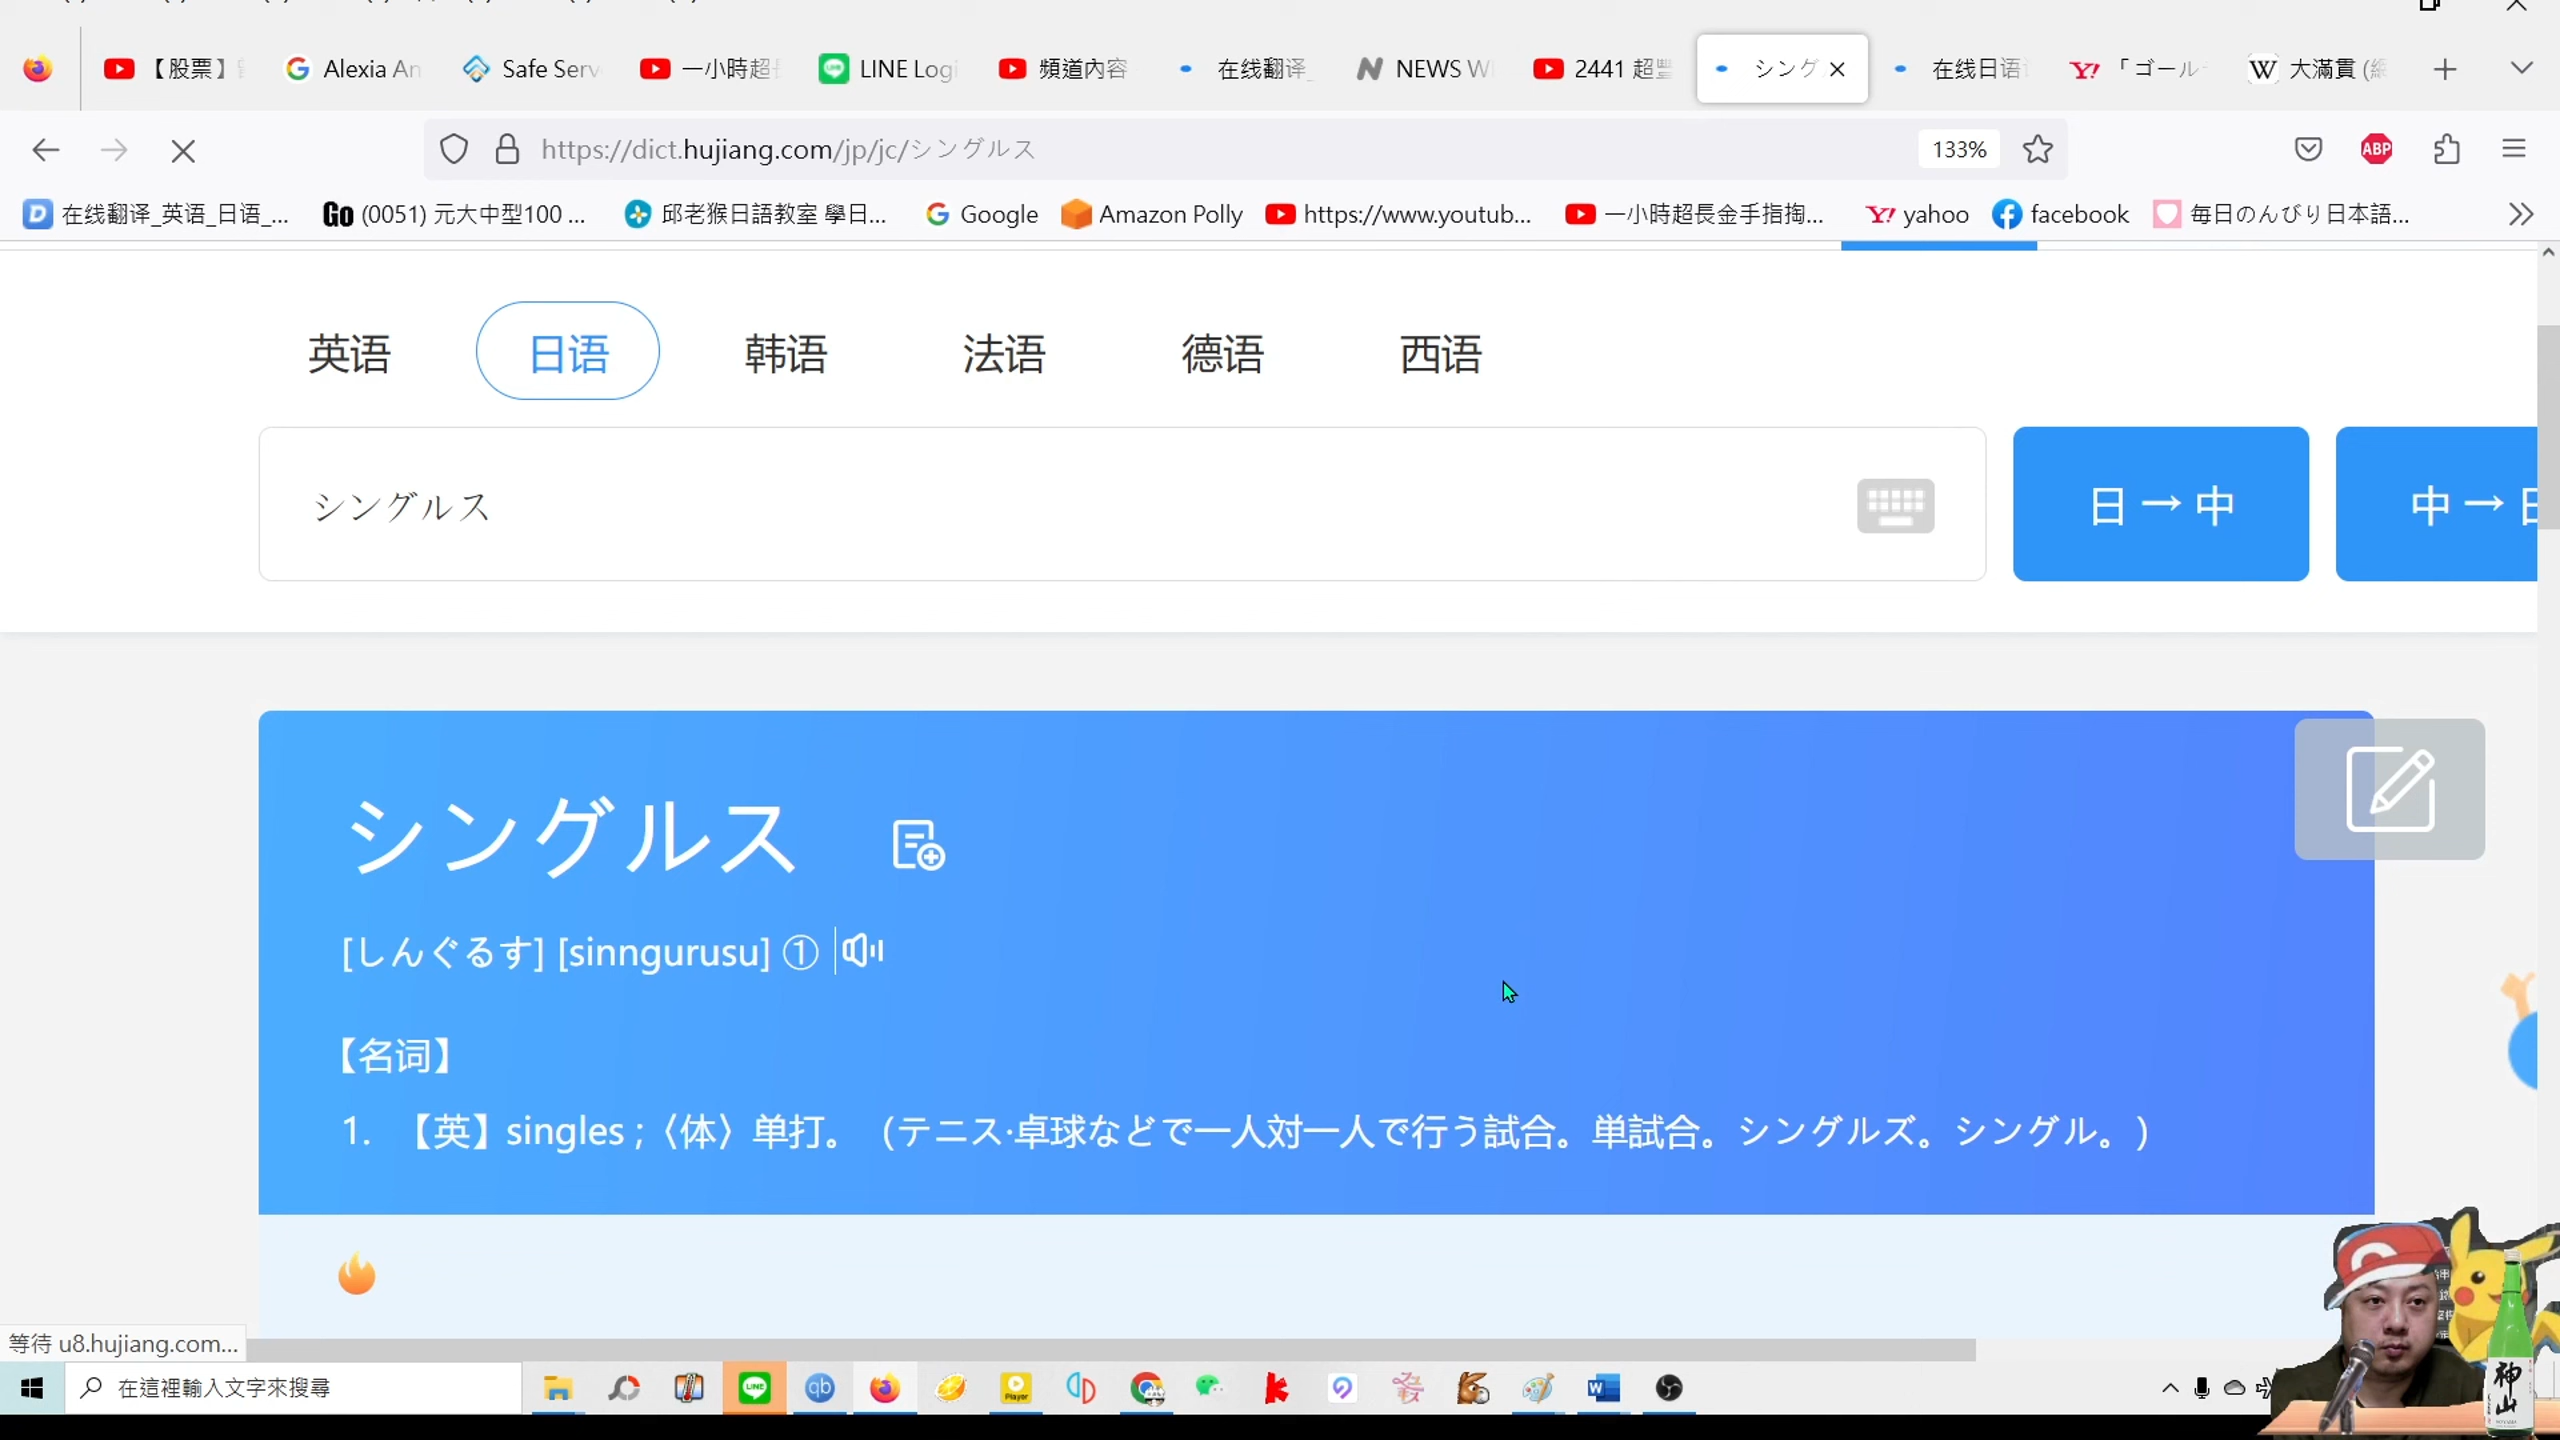 【股票】
Alexia An
Safe Serv
一小時超
LINE Logi
頻道內容
在线翻译_
NEWS W
2441 超豐
シング
在线日语
「ゴール
大滿貫 (網
https://dict.hujiang.com/jp/jc/シングルス
133%
ABP
在线翻译_英语_日语_...
Go (0051) 元大中型100 ...
邱老猴日語教室 學日...
Google
Amazon Polly
https://www.youtub...
一小時超長金手指掏...
yahoo
facebook
毎日のんびり日本語...
英语
日语
韩语
法语
德语
西语
シングルス
日 → 中
中 → 日
シングルス
[しんぐるす] [sinngurusu] ①
【名词】
1. 【英】singles ;〈体〉单打。（テニス·卓球などで一人対一人で行う試合。単試合。シングルズ。シングル。）
等待 u8.hujiang.com...
在這裡輸入文字來搜尋
神山